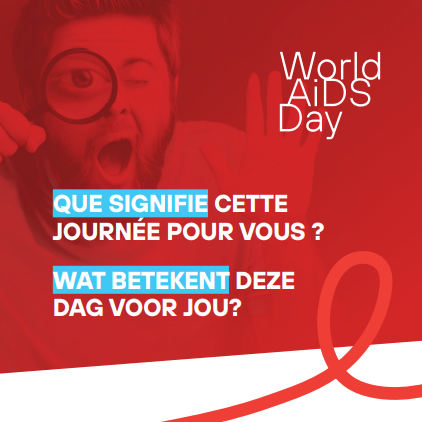 World
AiDS
Day
QUE SIGNIFIE CETTE
JOURNÉE POUR VOUS ?
WAT BETEKENT DEZE
DAG VOOR JOU?